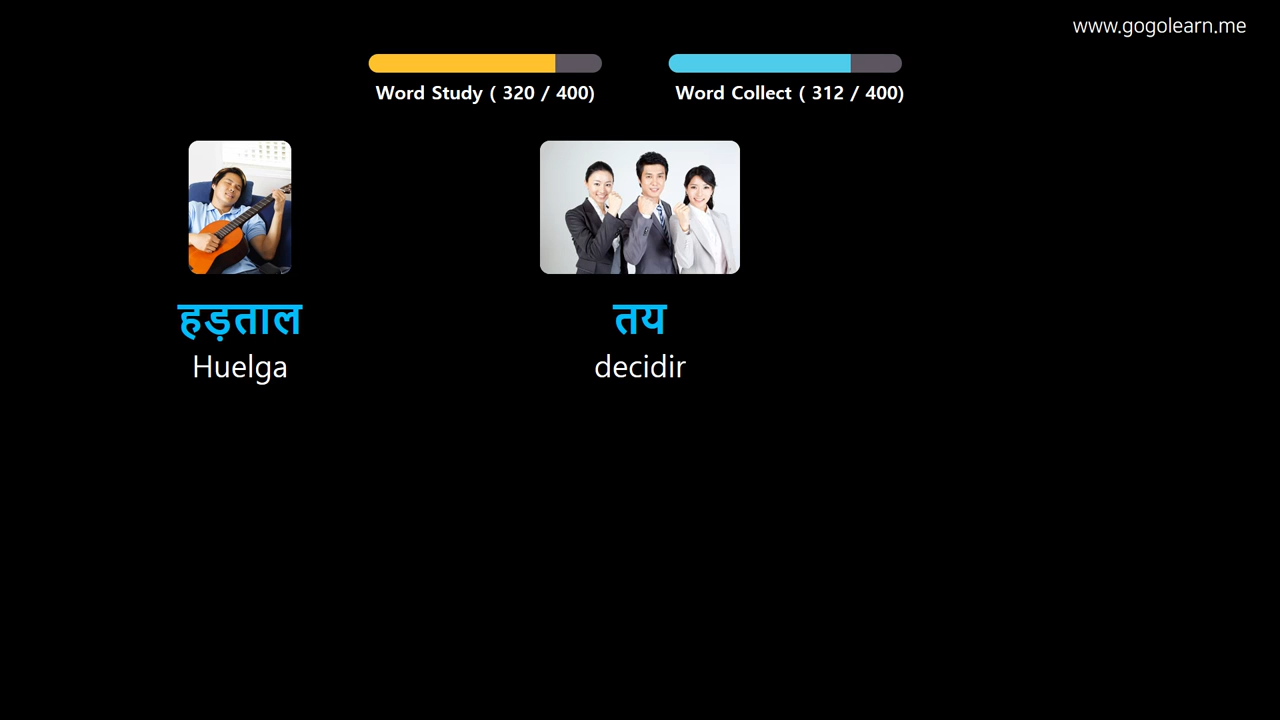 www.gogolearn.me
Word Study ( 320 / 400)
Word Collect ( 312 / 400)
हड़ताल
Huelga
तय
decidir